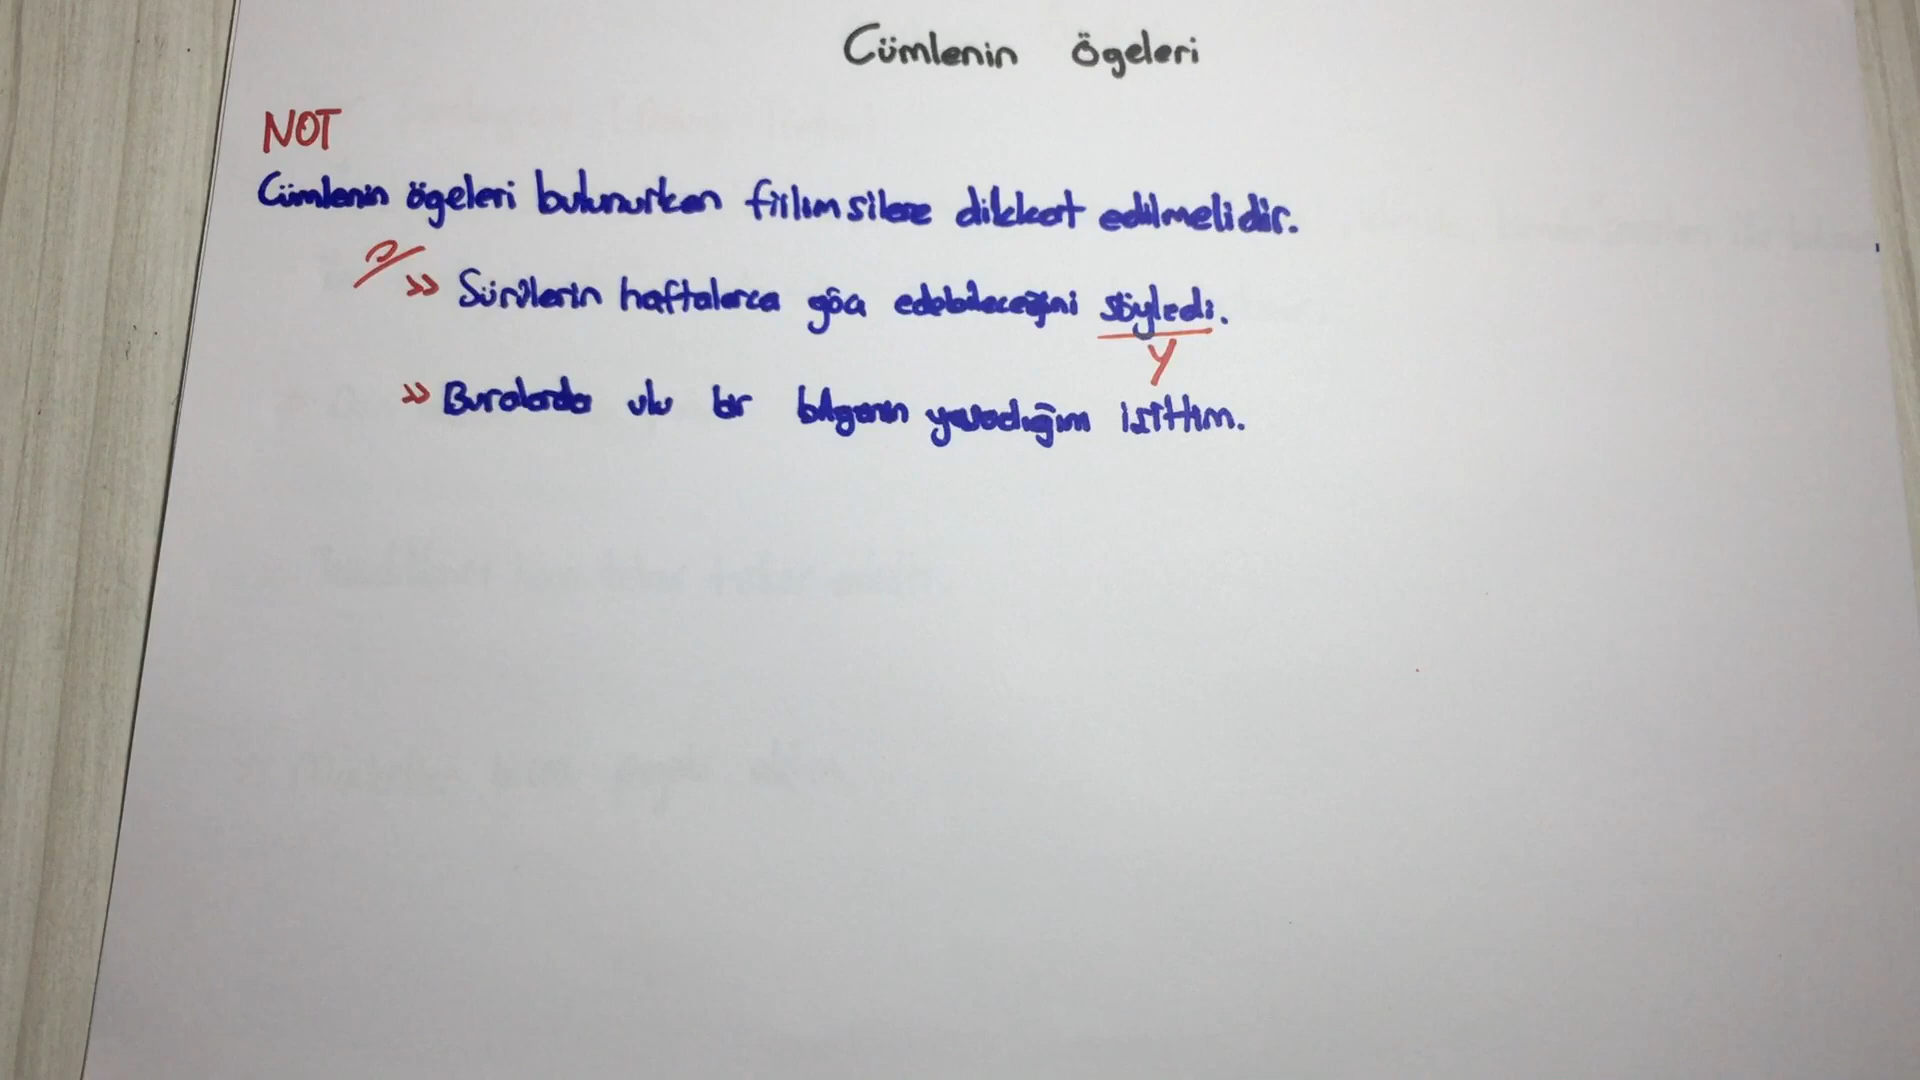 Cümlenin Ögeleri
NOT
Cümlenin ögeleri bulunurken fiilimsilere dikkat edilmelidir.
>> Sürülerin haftalarca göç edebileceğini söyledi.
Y
>> Buralarda ulu bir bilgenin yaşadığını işittim.